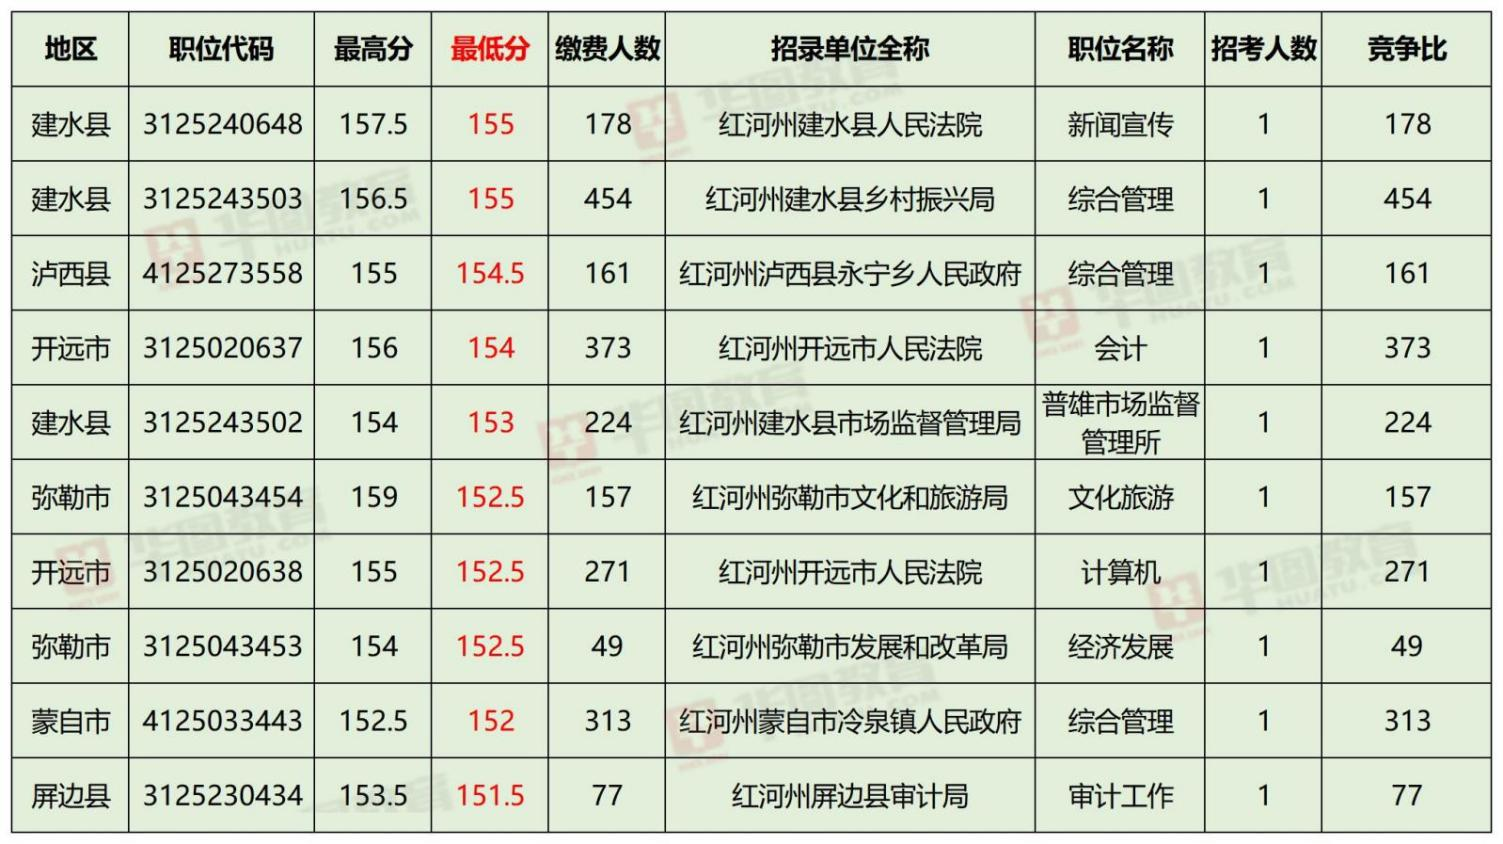 地区 职位代码 最高分 最低分 缴费人数 招录单位全称 职位名称 招考人数 竞争比
建水县 3125240648 157.5 155 178 红河州建水县人民法院 新闻宣传 1 178
建水县 3125243503 156.5 155 454 红河州建水县乡村振兴局 综合管理 1 454
泸西县 4125273558 155 154.5 161 红河州泸西县永宁乡人民政府 综合管理 1 161
开远市 3125020637 156 154 373 红河州开远市人民法院 会计 1 373
建水县 3125243502 154 153 224 红河州建水县市场监督管理局 普雄市场监督
管理所 1 224
弥勒市 3125043454 159 152.5 157 红河州弥勒市文化和旅游局 文化旅游 1 157
开远市 3125020638 155 152.5 271 红河州开远市人民法院 计算机 1 271
弥勒市 3125043453 154 152.5 49 红河州弥勒市发展和改革局 经济发展 1 49
蒙自市 4125033443 152.5 152 313 红河州蒙自市冷泉镇人民政府 综合管理 1 313
屏边县 3125230434 153.5 151.5 77 红河州屏边县审计局 审计工作 1 77
华图教育
HUATU.COM